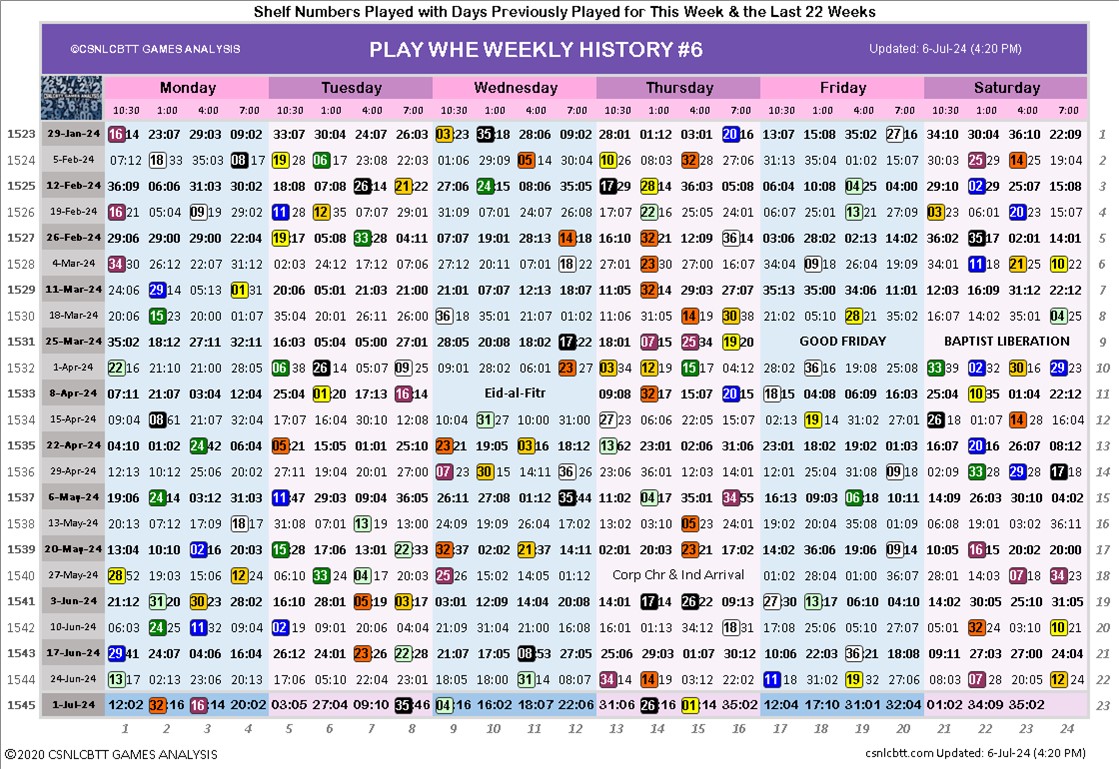 Shelf Numbers Played with Days Previously Played for This Week & the Last 22 Weeks
©CSNLCBTT GAMES ANALYSIS PLAY WHE WEEKLY HISTORY #6 Updated: 6-Jul-24 (4:20 PM)
Monday Tuesday Wednesday Thursday Friday Saturday
10:30 1:00 4:00 7:00 10:30 1:00 4:00 7:00 10:30 1:00 4:00 7:00 10:30 1:00 4:00 7:00 10:30 1:00 4:00 7:00 10:30 1:00 4:00 7:00
1523 29-Jan-24 16:14 23:07 29:03 09:02 33:07 30:04 24:07 26:03 03:23 35:18 28:06 09:02 28:01 01:12 03:01 20:16 13:07 15:08 35:02 27:16 34:10 30:04 36:10 22:09 1
1524 5-Feb-24 07:12 18:33 35:03 08:17 19:28 06:17 23:08 22:03 01:06 29:09 05:14 30:04 10:26 08:03 32:28 27:06 31:13 35:04 01:02 15:07 30:03 25:29 14:25 19:04 2
1525 12-Feb-24 36:09 06:06 31:03 30:02 18:08 07:08 26:14 21:22 27:06 24:15 08:06 35:05 17:29 28:14 36:03 05:08 06:04 10:08 04:25 04:00 29:10 02:29 25:07 15:08 3
1526 19-Feb-24 16:21 05:04 09:19 29:02 11:28 12:35 07:07 29:01 31:09 07:01 24:07 26:08 17:07 22:16 25:05 24:01 06:07 25:01 13:21 27:09 03:23 06:01 20:23 15:07 4
1527 26-Feb-24 29:06 29:00 29:00 22:04 19:17 05:08 33:28 04:11 07:07 19:01 28:13 14:18 16:10 32:21 12:09 36:14 03:06 28:02 02:13 14:02 36:02 35:17 02:01 14:01 5
1528 4-Mar-24 34:30 26:12 22:07 31:12 02:03 24:12 17:12 07:06 27:12 20:11 07:01 18:22 27:01 23:30 12:06 07:02 34:04 09:18 26:04 19:09 34:01 11:18 21:25 10:22 6
1529 11-Mar-24 24:06 29:14 05:13 01:31 20:06 05:01 21:03 21:00 21:01 07:07 12:13 18:07 11:05 32:14 29:03 27:07 35:13 35:00 34:06 11:01 12:03 16:09 31:12 22:12 7
1530 18-Mar-24 20:06 15:23 20:00 01:07 35:04 20:01 26:11 23:09 36:18 35:01 21:07 01:02 05:11 35:01 14:19 30:38 21:02 05:10 28:21 35:02 16:07 14:02 35:01 04:25 8
1531 25-Mar-24 35:02 18:12 27:11 32:11 16:03 05:04 05:00 27:01 28:05 20:08 18:02 17:22 18:01 07:15 25:34 19:20 GOOD FRIDAY BAPTIST LIBERATION 9
1532 1-Apr-24 22:16 21:10 21:00 28:05 06:38 26:14 05:07 09:25 09:01 28:02 06:01 23:27 03:34 12:19 15:17 04:12 28:01 36:16 19:08 28:01 33:39 02:32 30:16 29:23 10
1533 8-Apr-24 07:11 21:07 03:04 12:08 25:04 01:20 17:13 16:14 Eid-al-Fitr 09:08 32:17 15:07 20:15 18:15 04:08 06:09 16:03 25:04 10:35 01:04 22:12 11
1534 15-Apr-24 09:04 08:61 21:07 27:13 17:07 16:04 30:10 12:08 10:04 31:27 10:00 31:00 27:23 06:06 22:05 15:07 02:13 19:14 12:02 27:01 26:18 01:07 14:28 16:04 12
1535 22-Apr-24 04:10 01:02 24:42 06:04 05:21 15:05 01:01 25:10 23:21 19:05 03:16 18:12 13:62 23:01 02:06 31:06 23:01 18:02 19:02 01:03 16:07 20:16 26:07 08:12 13
1536 29-Apr-24 12:13 10:12 25:06 20:02 27:11 19:04 20:01 27:00 07:23 30:15 14:11 36:26 23:06 36:01 12:03 14:01 12:01 25:04 31:08 09:18 02:09 33:28 29:28 17:18 14
1537 6-May-24 19:06 24:14 03:12 31:03 11:47 29:03 09:04 36:05 26:11 27:08 01:12 35:44 11:02 04:17 35:01 34:55 16:13 09:03 06:18 10:11 14:09 26:03 30:10 04:02 15
1538 13-May-24 20:13 07:12 17:09 18:17 31:08 07:01 13:19 13:00 24:09 19:09 26:04 17:02 13:02 03:10 05:23 24:01 19:02 20:04 35:08 01:09 06:08 19:01 03:02 36:11 16
1539 20-May-24 13:04 10:10 02:16 20:03 15:28 17:06 13:01 22:33 32:37 02:02 21:37 14:11 02:01 20:03 23:21 17:02 14:02 36:06 19:06 09:14 10:05 16:15 20:02 20:00 17
1540 27-May-24 28:52 19:03 15:06 12:24 06:10 33:24 04:17 20:03 25:26 15:02 14:05 01:12 Corp Chr & Ind Arrival 01:02 28:04 01:00 36:07 28:01 14:03 07:18 34:23 18
1541 3-Jun-24 21:12 31:20 30:23 28:02 16:10 28:01 05:19 03:17 03:01 12:09 14:04 20:08 14:01 17:14 26:22 09:13 27:30 13:17 06:10 04:10 14:02 30:05 25:10 31:05 19
1542 10-Jun-24 06:03 24:25 11:32 09:04 02:19 09:01 20:06 04:04 21:09 31:04 21:00 16:08 16:01 01:13 34:12 18:31 17:08 25:06 05:10 27:07 05:01 32:24 03:10 10:21 20
1543 17-Jun-24 29:41 24:07 04:06 16:04 26:12 24:01 23:26 22:28 21:07 17:05 08:53 27:05 25:06 29:03 01:07 30:12 10:06 22:03 36:21 18:08 09:11 27:03 27:00 24:04 21
1544 24-Jun-24 13:17 02:13 23:06 20:13 17:06 05:10 22:04 23:01 18:05 18:00 31:14 08:07 34:14 14:19 03:12 22:02 11:18 31:08 19:32 27:06 08:03 07:28 20:05 12:24 22
1545 1-Jul-24 12:02 32:16 16:14 20:02 03:05 27:04 09:10 35:46 04:16 16:02 18:07 22:06 31:06 26:16 01:14 35:02 12:04 17:10 31:01 32:04 01:02 34:09 35:02 23
1 2 3 4 5 6 7 8 9 10 11 12 13 14 15 16 17 18 19 20 21 22 23 24
©2020 CSNLCBTT GAMES ANALYSIS csnlcbtt.com Updated: 6-Jul-24 (4:20 PM)